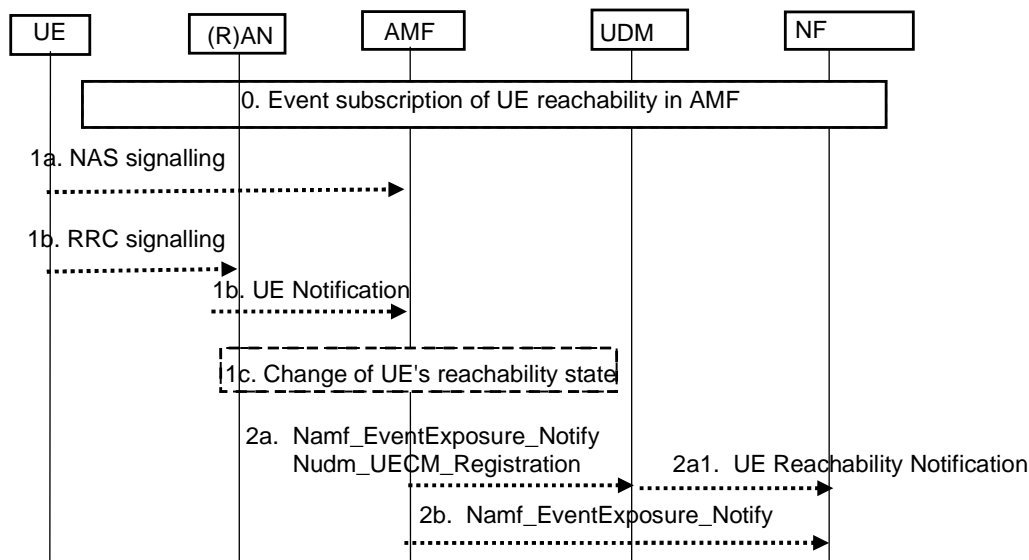 UE
(R)AN
AMF
UDM
NF
0. Event subscription of UE reachability in AMF
1a. NAS signalling
1b. RRC signalling
1b. UE Notification
1c. Change of UE's reachability state
2a. Namf_EventExposure_Notify
Nudm_UECM_Registration
2a1. UE Reachability Notification
2b. Namf_EventExposure_Notify